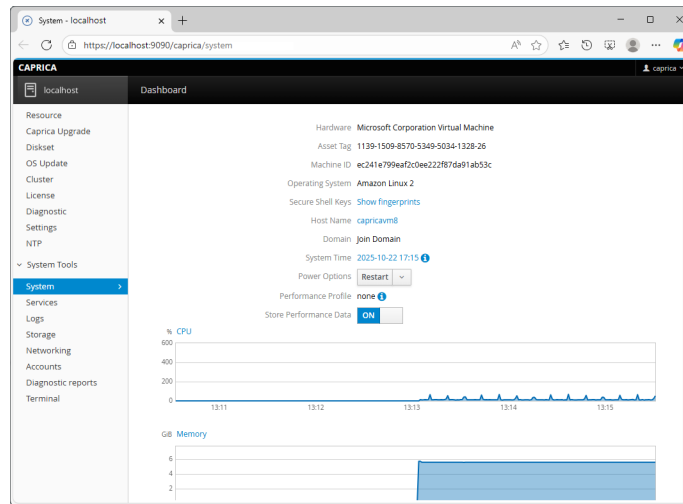 System - localhost
https://localhost:9090/caprica/system
CAPRICA
caprica
localhost
Dashboard
Resource
Caprica Upgrade
Diskset
OS Update
Cluster
License
Diagnostic
Settings
NTP
System Tools
System
Services
Logs
Storage
Networking
Accounts
Diagnostic reports
Terminal
Hardware Microsoft Corporation Virtual Machine
Asset Tag 1139-1509-8570-5349-5034-1328-26
Machine ID ec241e799eaf2c0ee222f87da91ab53c
Operating System Amazon Linux 2
Secure Shell Keys Show fingerprints
Host Name capricavm8
Domain Join Domain
System Time 2025-10-22 17:15
Power Options Restart
Performance Profile none
Store Performance Data ON
% CPU
600
400
200
0
13:11 13:12 13:13 13:14 13:15
GiB Memory
6
4
2